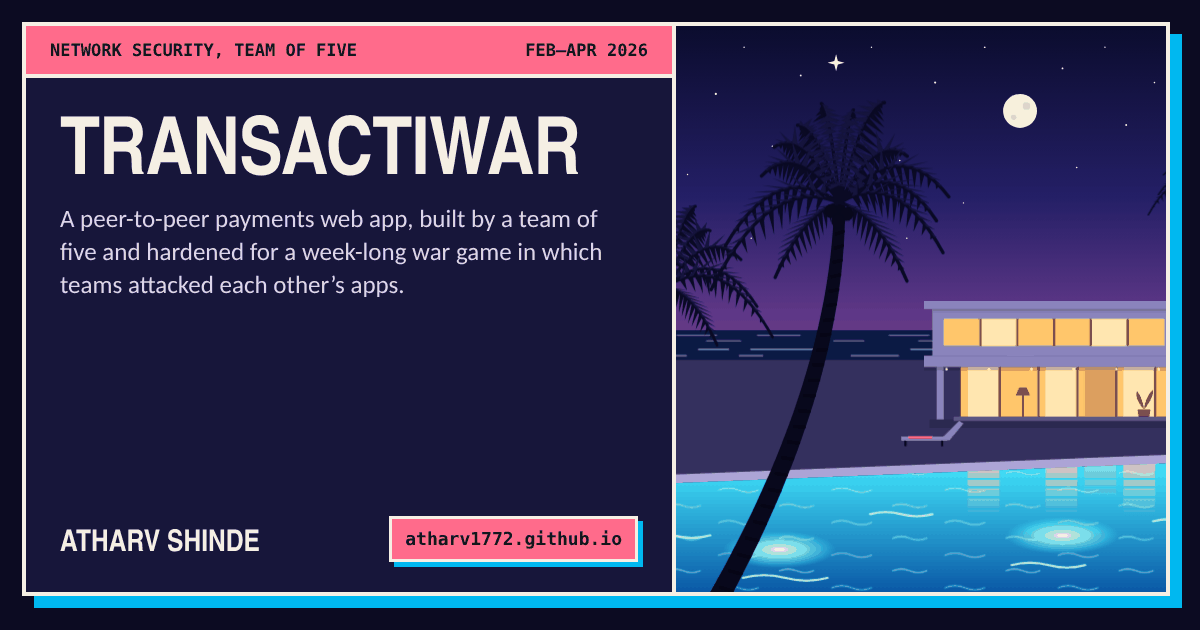 NETWORK SECURITY, TEAM OF FIVE
FEB–APR 2026
TRANSACTIWAR
A peer-to-peer payments web app, built by a team of
five and hardened for a week-long war game in which
teams attacked each other’s apps.
ATHARV SHINDE
atharv1772.github.io